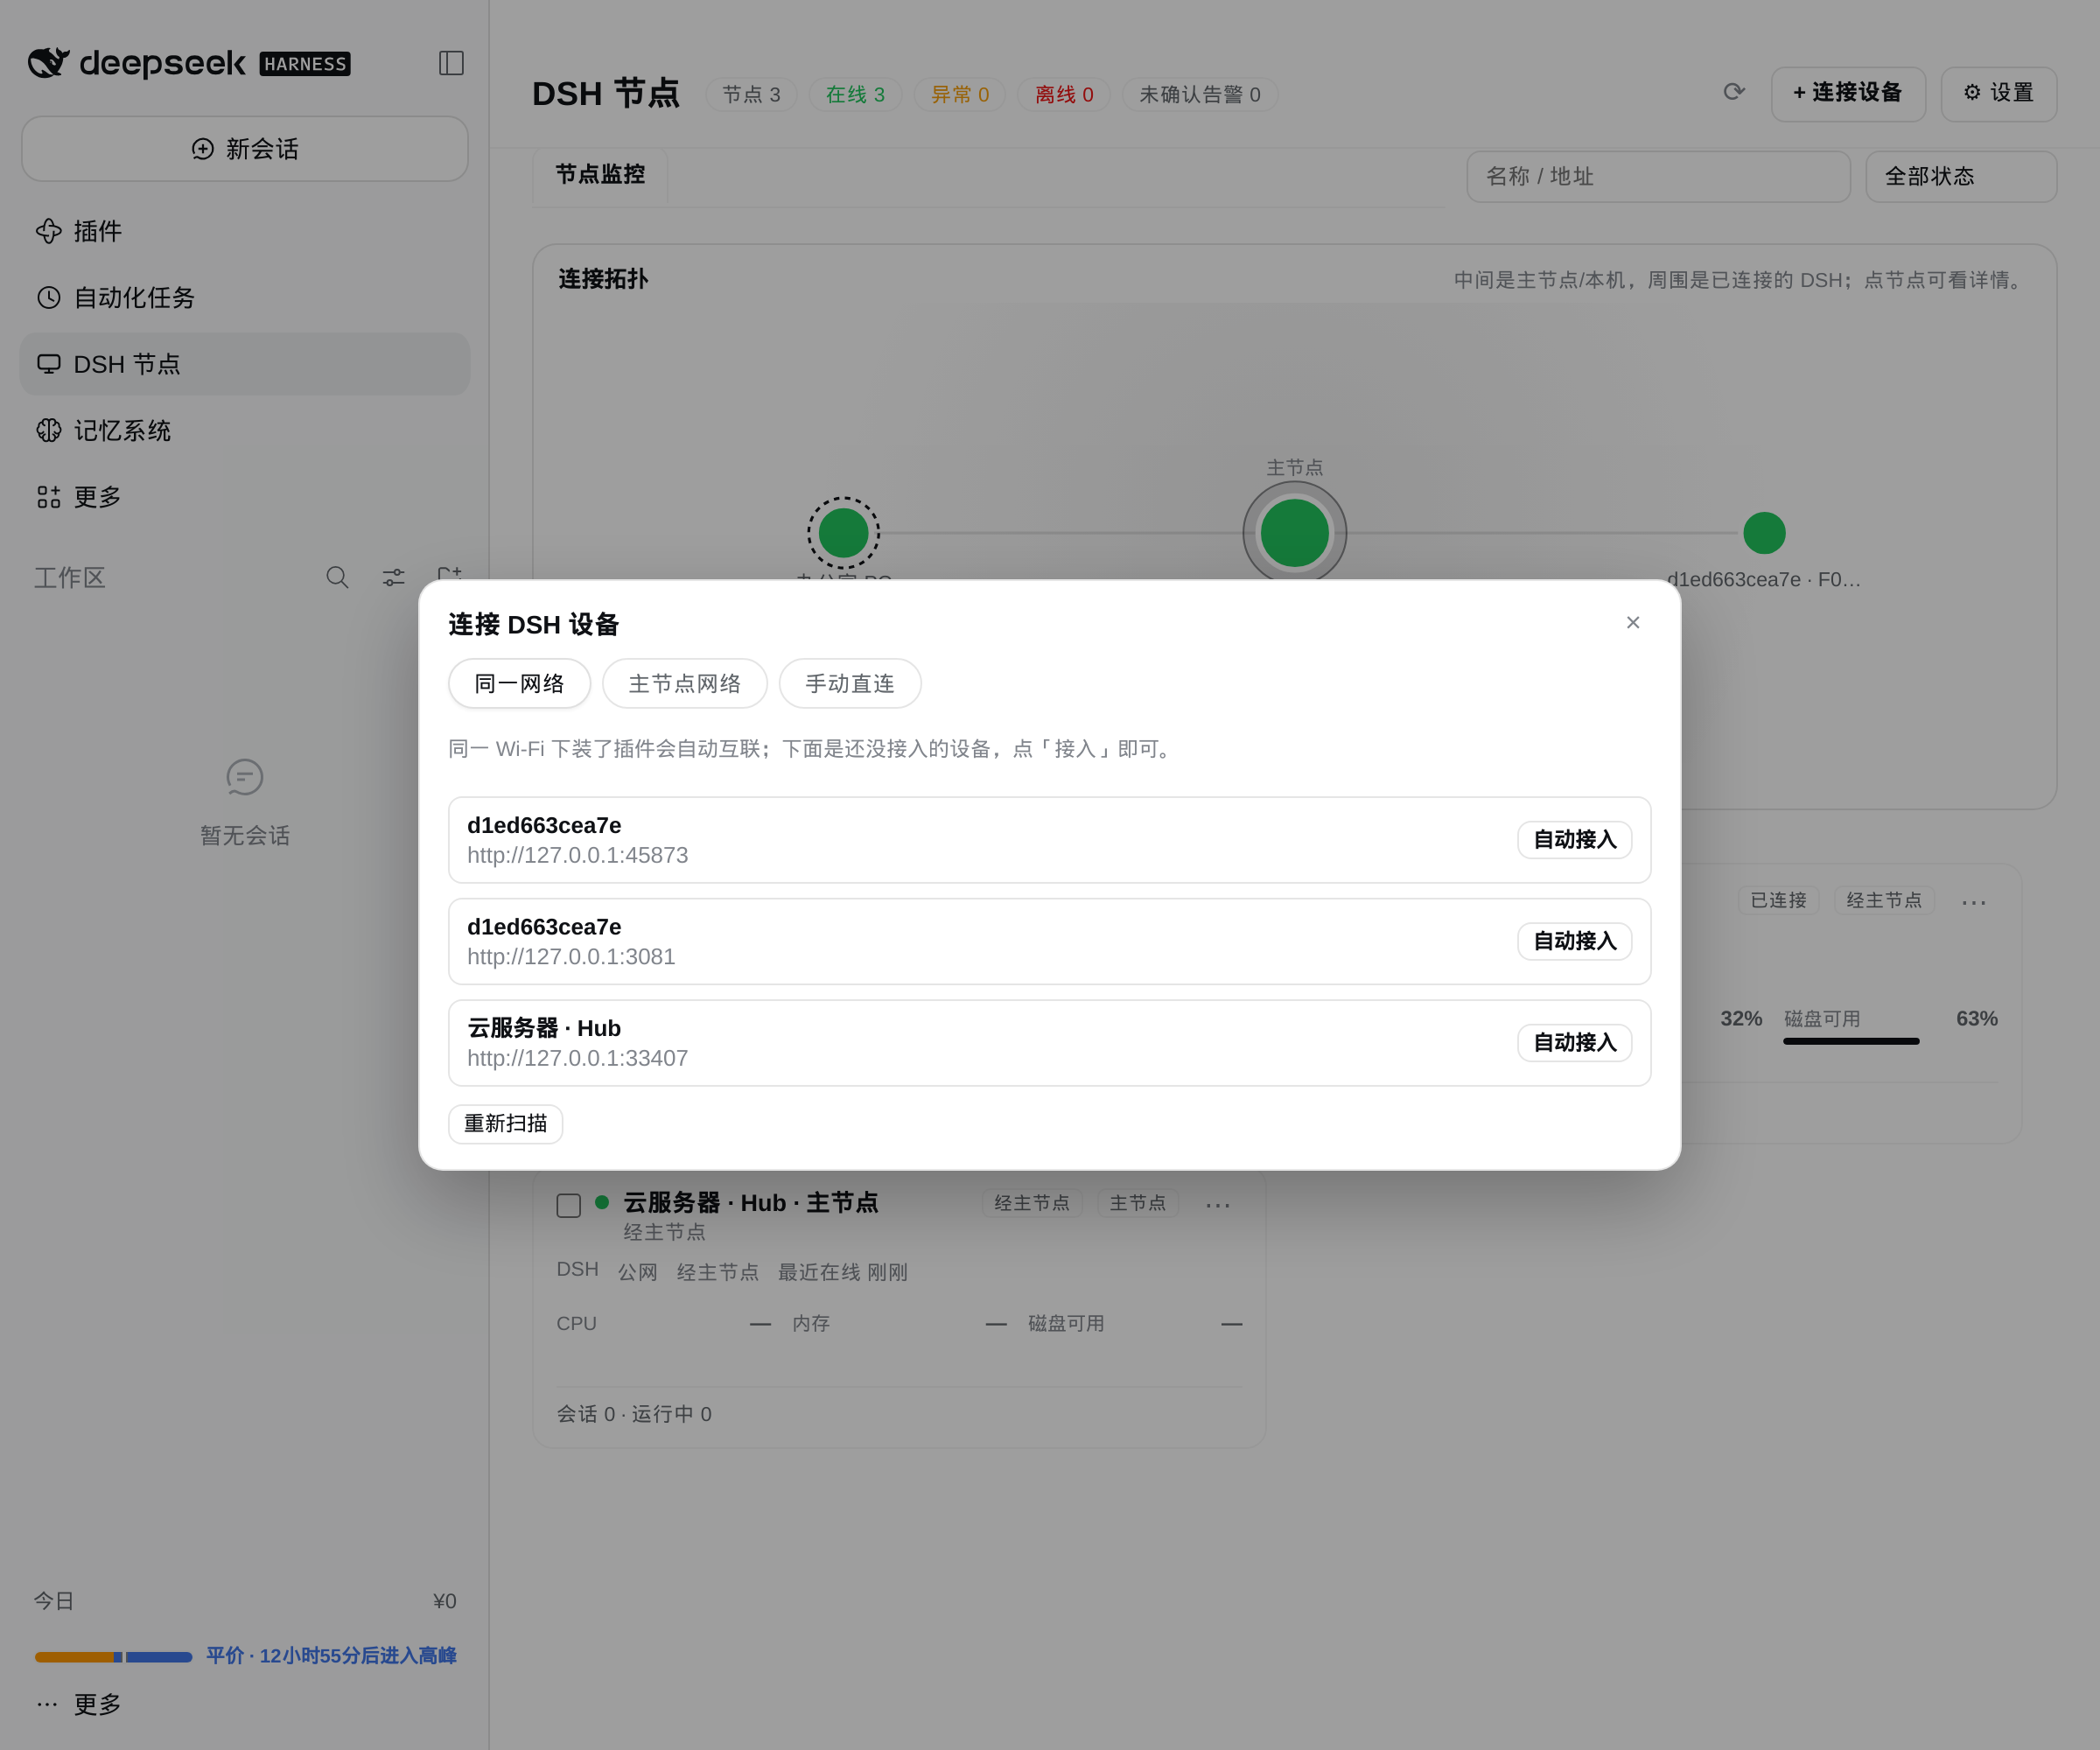 deepseek HARNESS
新会话
插件
自动化任务
DSH 节点
记忆系统
更多
工作区
暂无会话
今日 ¥0
平价 · 12小时55分后进入高峰
更多
DSH 节点 节点 3 在线 3 异常 0 离线 0 未确认告警 0
+ 连接设备
设置
节点监控
名称 / 地址
全部状态
连接拓扑
中间是主节点/本机，周围是已连接的 DSH；点节点可看详情。
主节点
d1ed663cea7e · F0…
连接 DSH 设备
同一网络 主节点网络 手动直连
同一 Wi-Fi 下装了插件会自动互联；下面是还没接入的设备，点「接入」即可。
d1ed663cea7e
http://127.0.0.1:45873
自动接入
d1ed663cea7e
http://127.0.0.1:3081
自动接入
云服务器 · Hub
http://127.0.0.1:33407
自动接入
重新扫描
已连接 经主节点 …
32% 磁盘可用 63%
云服务器 · Hub · 主节点 经主节点 主节点 …
经主节点
DSH 公网 经主节点 最近在线 刚刚
CPU — 内存 — 磁盘可用 —
会话 0 · 运行中 0